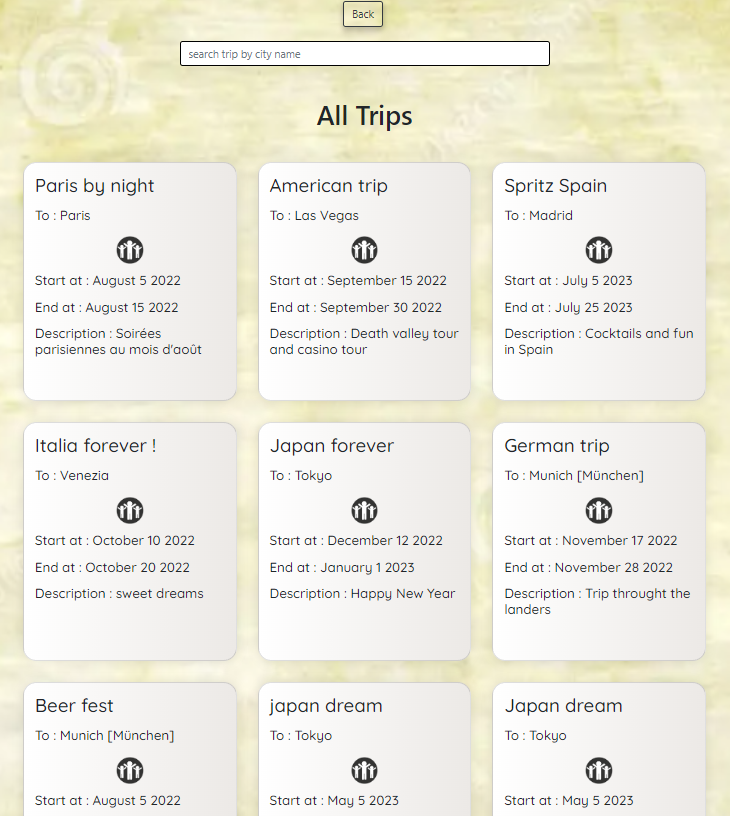 Back
search trip by city name
All Trips
Paris by night
To : Paris
Start at : August 5 2022
End at : August 15 2022
Description : Soirées
parisiennes au mois d'août
American trip
To : Las Vegas
Start at : September 15 2022
End at : September 30 2022
Description : Death valley tour
and casino tour
Spritz Spain
To : Madrid
Start at : July 5 2023
End at : July 25 2023
Description : Cocktails and fun
in Spain
Italia forever !
To : Venezia
Start at : October 10 2022
End at : October 20 2022
Description : sweet dreams
Japan forever
To : Tokyo
Start at : December 12 2022
End at : January 1 2023
Description : Happy New Year
German trip
To : Munich [München]
Start at : November 17 2022
End at : November 28 2022
Description : Trip throught the
landers
Beer fest
To : Munich [München]
Start at : August 5 2022
japan dream
To : Tokyo
Start at : May 5 2023
Japan dream
To : Tokyo
Start at : May 5 2023